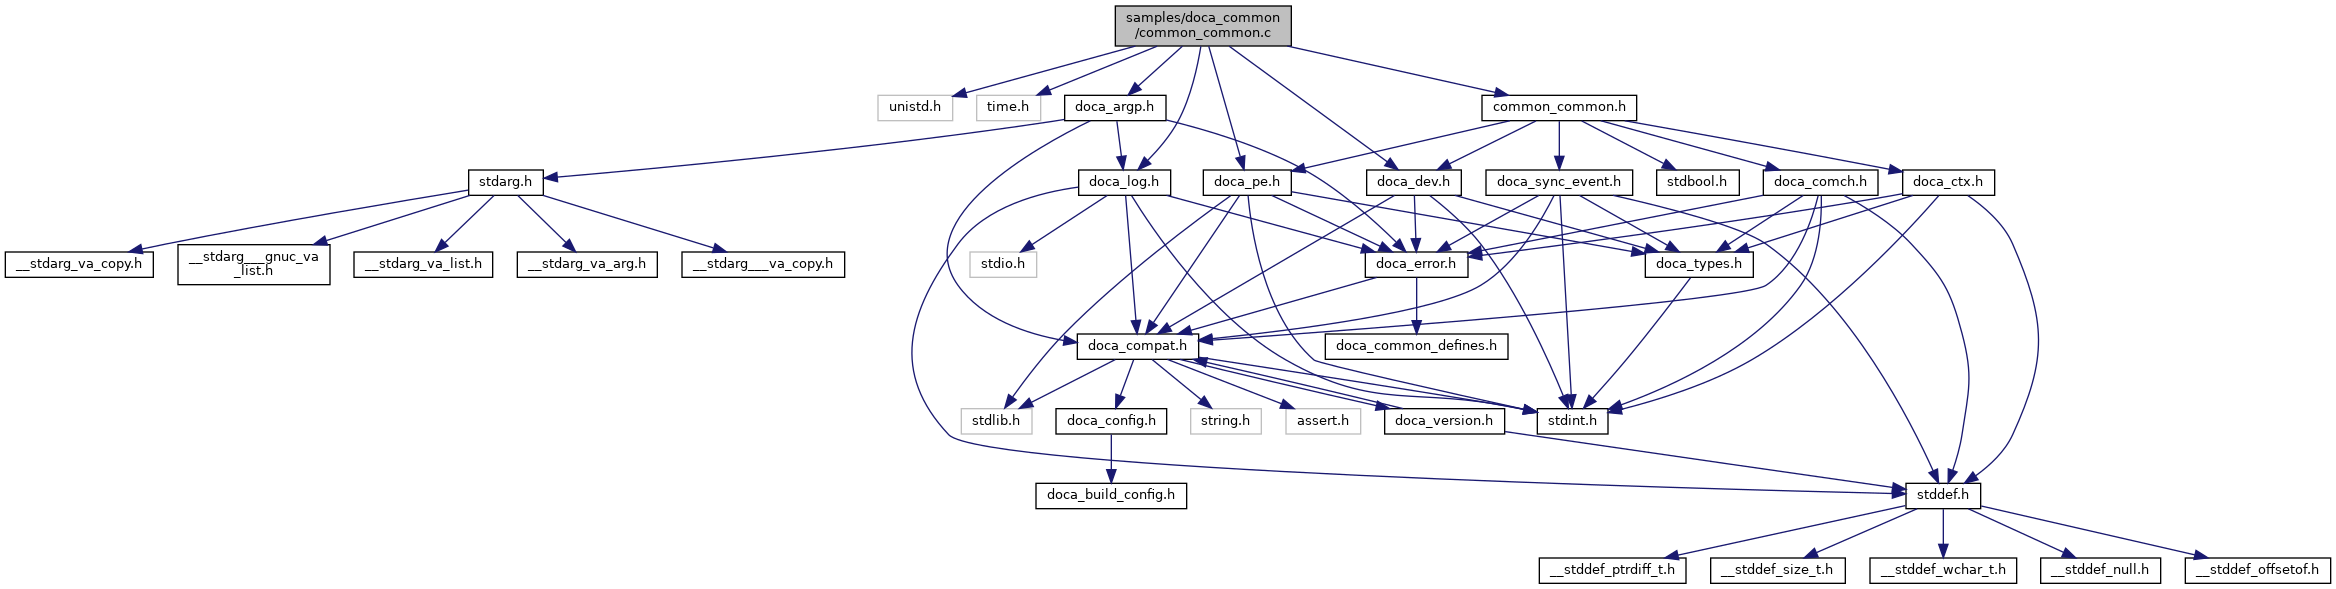 samples/doca_common
/common_common.c
unistd.h
time.h
doca_argp.h
common_common.h
stdarg.h
doca_log.h
doca_pe.h
doca_dev.h
doca_sync_event.h
stdbool.h
doca_comch.h
doca_ctx.h
__stdarg_va_copy.h
__stdarg___gnuc_va
_list.h
__stdarg_va_list.h
__stdarg_va_arg.h
__stdarg___va_copy.h
stdio.h
doca_error.h
doca_types.h
doca_compat.h
doca_common_defines.h
stdlib.h
doca_config.h
string.h
assert.h
doca_version.h
stdint.h
doca_build_config.h
stddef.h
__stddef_ptrdiff_t.h
__stddef_size_t.h
__stddef_wchar_t.h
__stddef_null.h
__stddef_offsetof.h